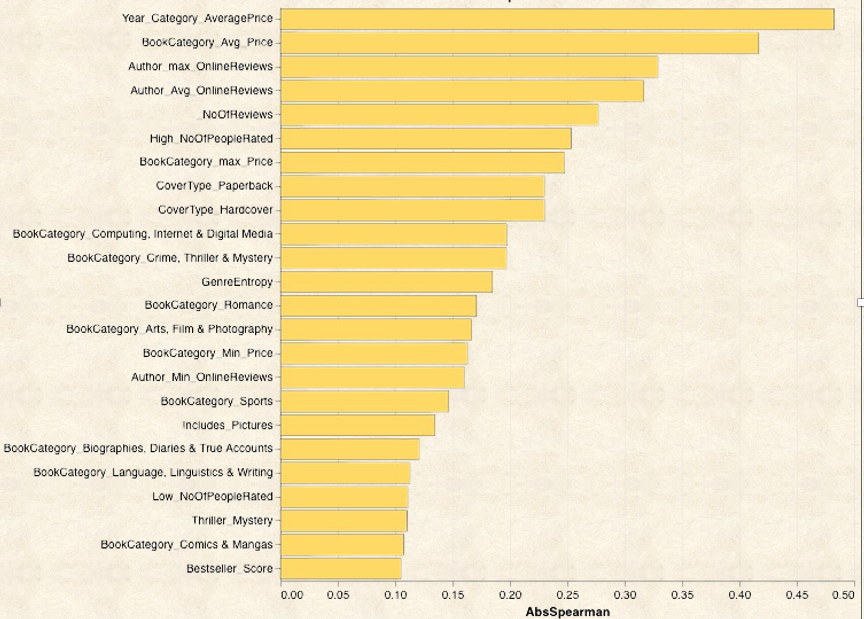 Year_Category_AveragePrice
BookCategory_Avg_Price
Author_max_OnlineReviews
Author_Avg_OnlineReviews
_NoOfReviews
High_NoOfPeopleRated
BookCategory_max_Price
CoverType_Paperback
CoverType_Hardcover
BookCategory_Computing, Internet & Digital Media
BookCategory_Crime, Thriller & Mystery
GenreEntropy
BookCategory_Romance
BookCategory_Arts, Film & Photography
BookCategory_Min_Price
Author_Min_OnlineReviews
BookCategory_Sports
Includes_Pictures
BookCategory_Biographies, Diaries & True Accounts
BookCategory_Language, Linguistics & Writing
Low_NoOfPeopleRated
Thriller_Mystery
BookCategory_Comics & Mangas
Bestseller_Score
0.00 0.05 0.10 0.15 0.20 0.25 0.30 0.35 0.40 0.45 0.50
AbsSpearman